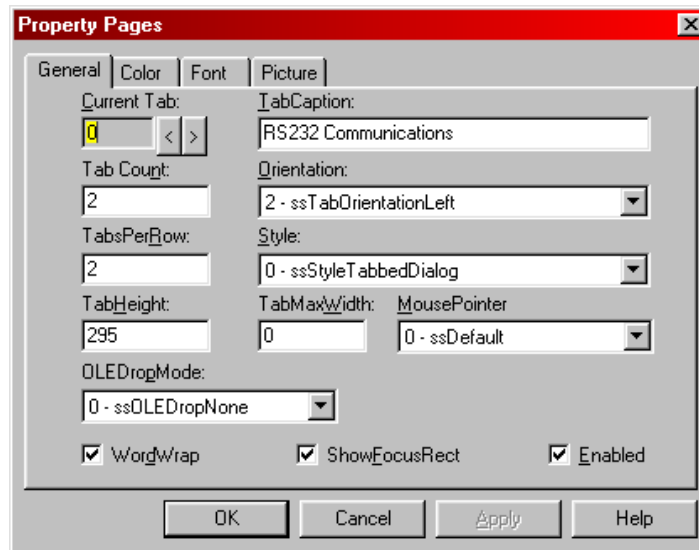 Property Pages
General Color Font Picture
Current Tab: TabCaption:
0 < > RS232 Communications
Tab Count: Orientation:
2 2 - ssTabOrientationLeft
TabsPerRow: Style:
2 0 - ssStyleTabbedDialog
TabHeight: TabMaxWidth: MousePointer
295 0 0 - ssDefault
OLEDropMode:
0 - ssOLEDropNone
WordWrap ShowFocusRect Enabled
OK Cancel Apply Help